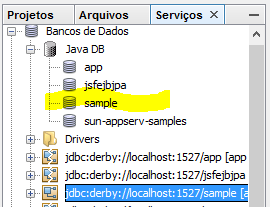 Projetos Arquivos Serviços
Bancos de Dados
Java DB
app
jsfejbjpa
sample
sun-appserv-samples
Drivers
jdbc:derby://localhost:1527/app [app
jdbc:derby://localhost:1527/jsfejbjpa
jdbc:derby://localhost:1527/sample [a